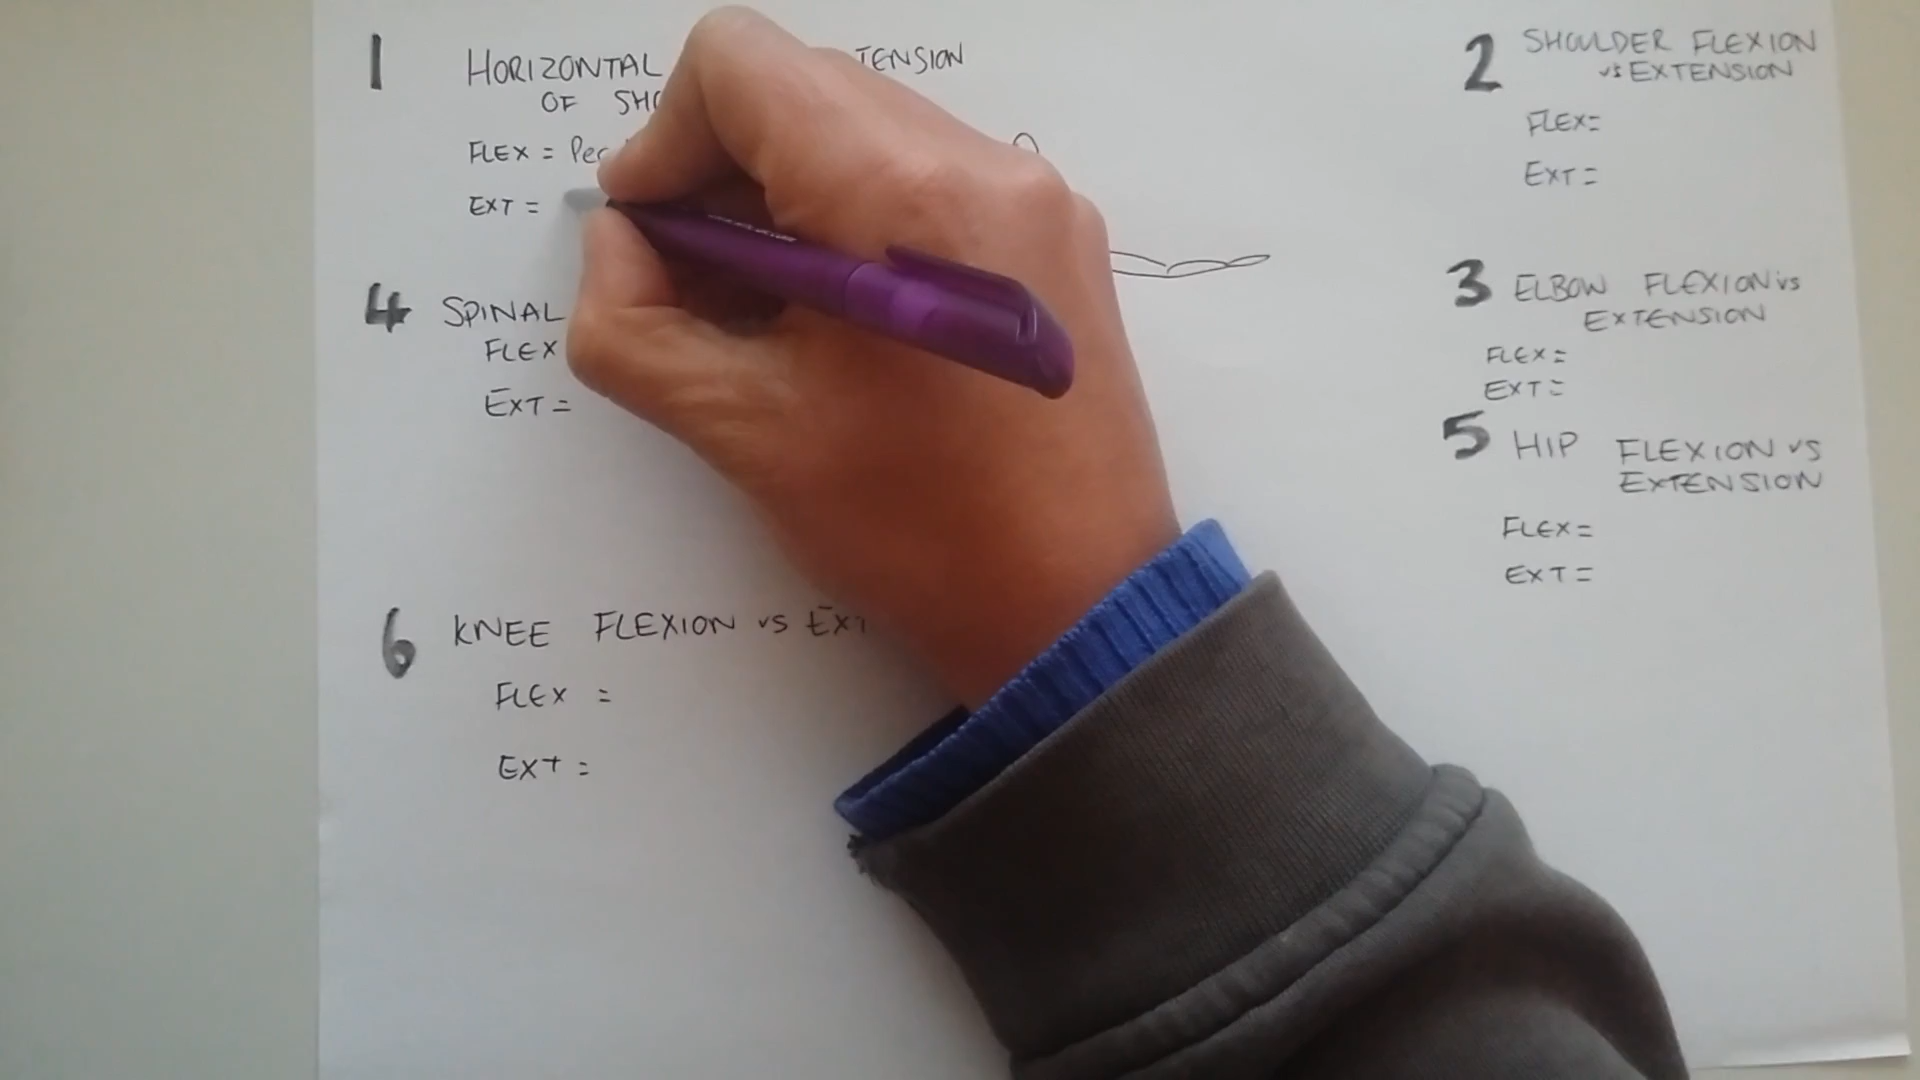 1 HORIZONTAL TENSION
OF SHO
FLEX = Pec
EXT =
2 SHOULDER FLEXION
vs EXTENSION
FLEX=
EXT =
3 ELBOW FLEXION vs
EXTENSION
FLEX =
EXT =
4 SPINAL
FLEX
EXT =
5 HIP FLEXION VS
EXTENSION
FLEX=
EXT =
6 KNEE FLEXION vs EXT
FLEX =
EXT =